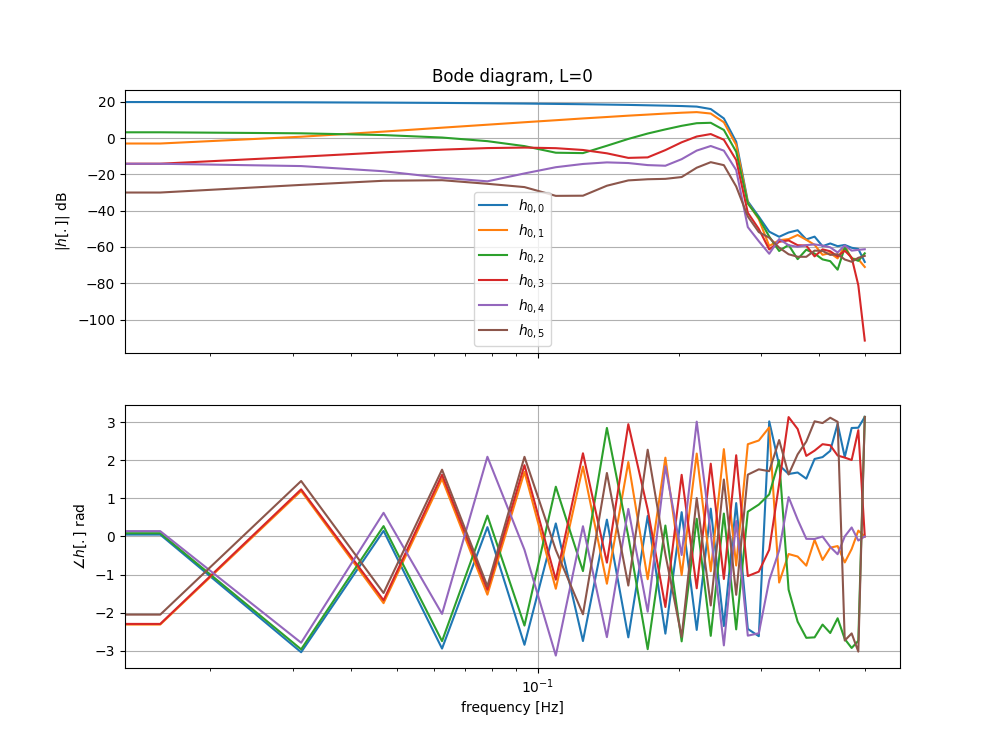 Bode diagram, L=0
|h[.]| dB
20
0
−20
−40
−60
−80
−100
h0,0
h0,1
h0,2
h0,3
h0,4
h0,5
∠h[.] rad
3
2
1
0
−1
−2
−3
10−1
frequency [Hz]